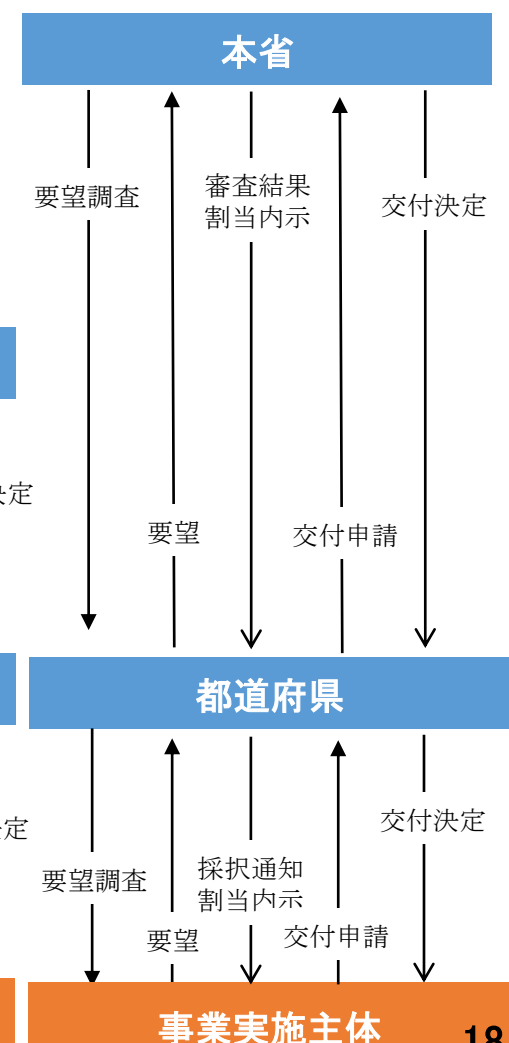 本省
要望調査
審査結果
割当内示
交付決定
定
要望
交付申請
都道府県
定
交付決定
要望調査
採択通知
割当内示
要望
交付申請
事業実施主体
18